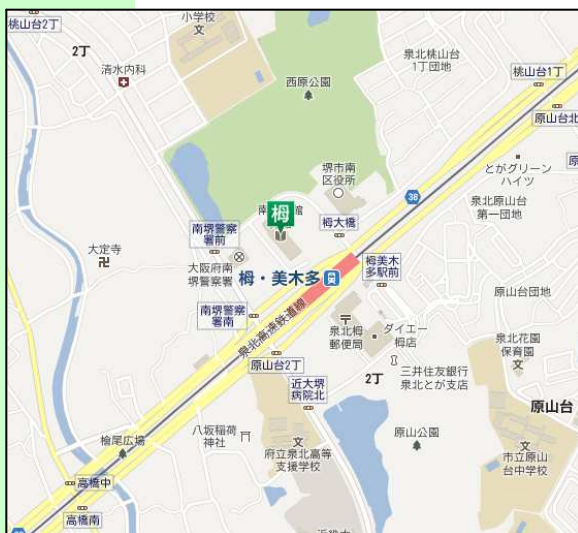 桃山台2丁
小学校
2丁
清水内科
泉北桃山台
1丁団地
西原公園
桃山台1丁
原山台北
堺市南
区役所
とがグリーン
ハイツ
38
栂
栂大橋
泉北原山台
第一団地
南堺警察
署前
大定寺
大阪府南
堺警察署
栂・美木多
栂美木
多駅前
原山台団地
南堺警察
署南
泉北高速鉄道線
泉北栂
郵便局
ダイエー
栂店
泉北花園
保育園
原山台2丁
三井住友銀行
泉北とが支店
近大堺
病院北
2丁
原山台
八坂稲荷
神社
原山公園
檜尾広場
府立泉北高等
支援学校
市立原山
台中学校
高橋中
高橋南